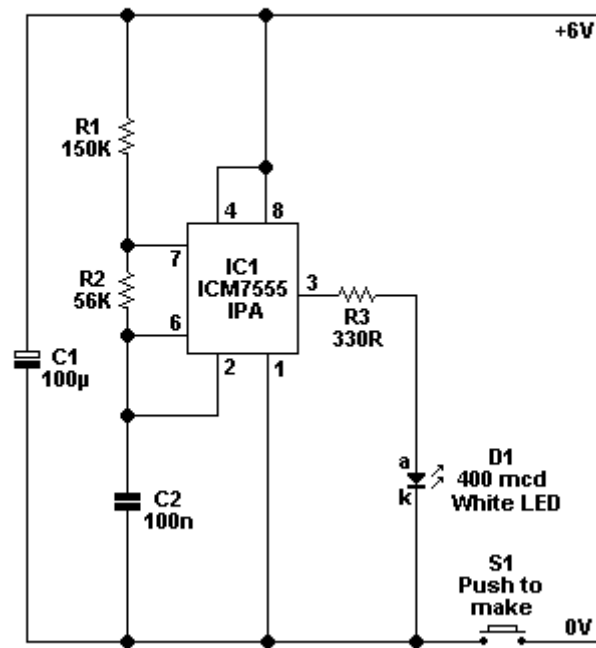 +6V
R1
150K
4
8
7
IC1
ICM7555
IPA
3
R2
56K
6
R3
330R
C1
100µ
2
1
a
k
D1
400 mcd
White LED
C2
100n
S1
Push to
make
0V